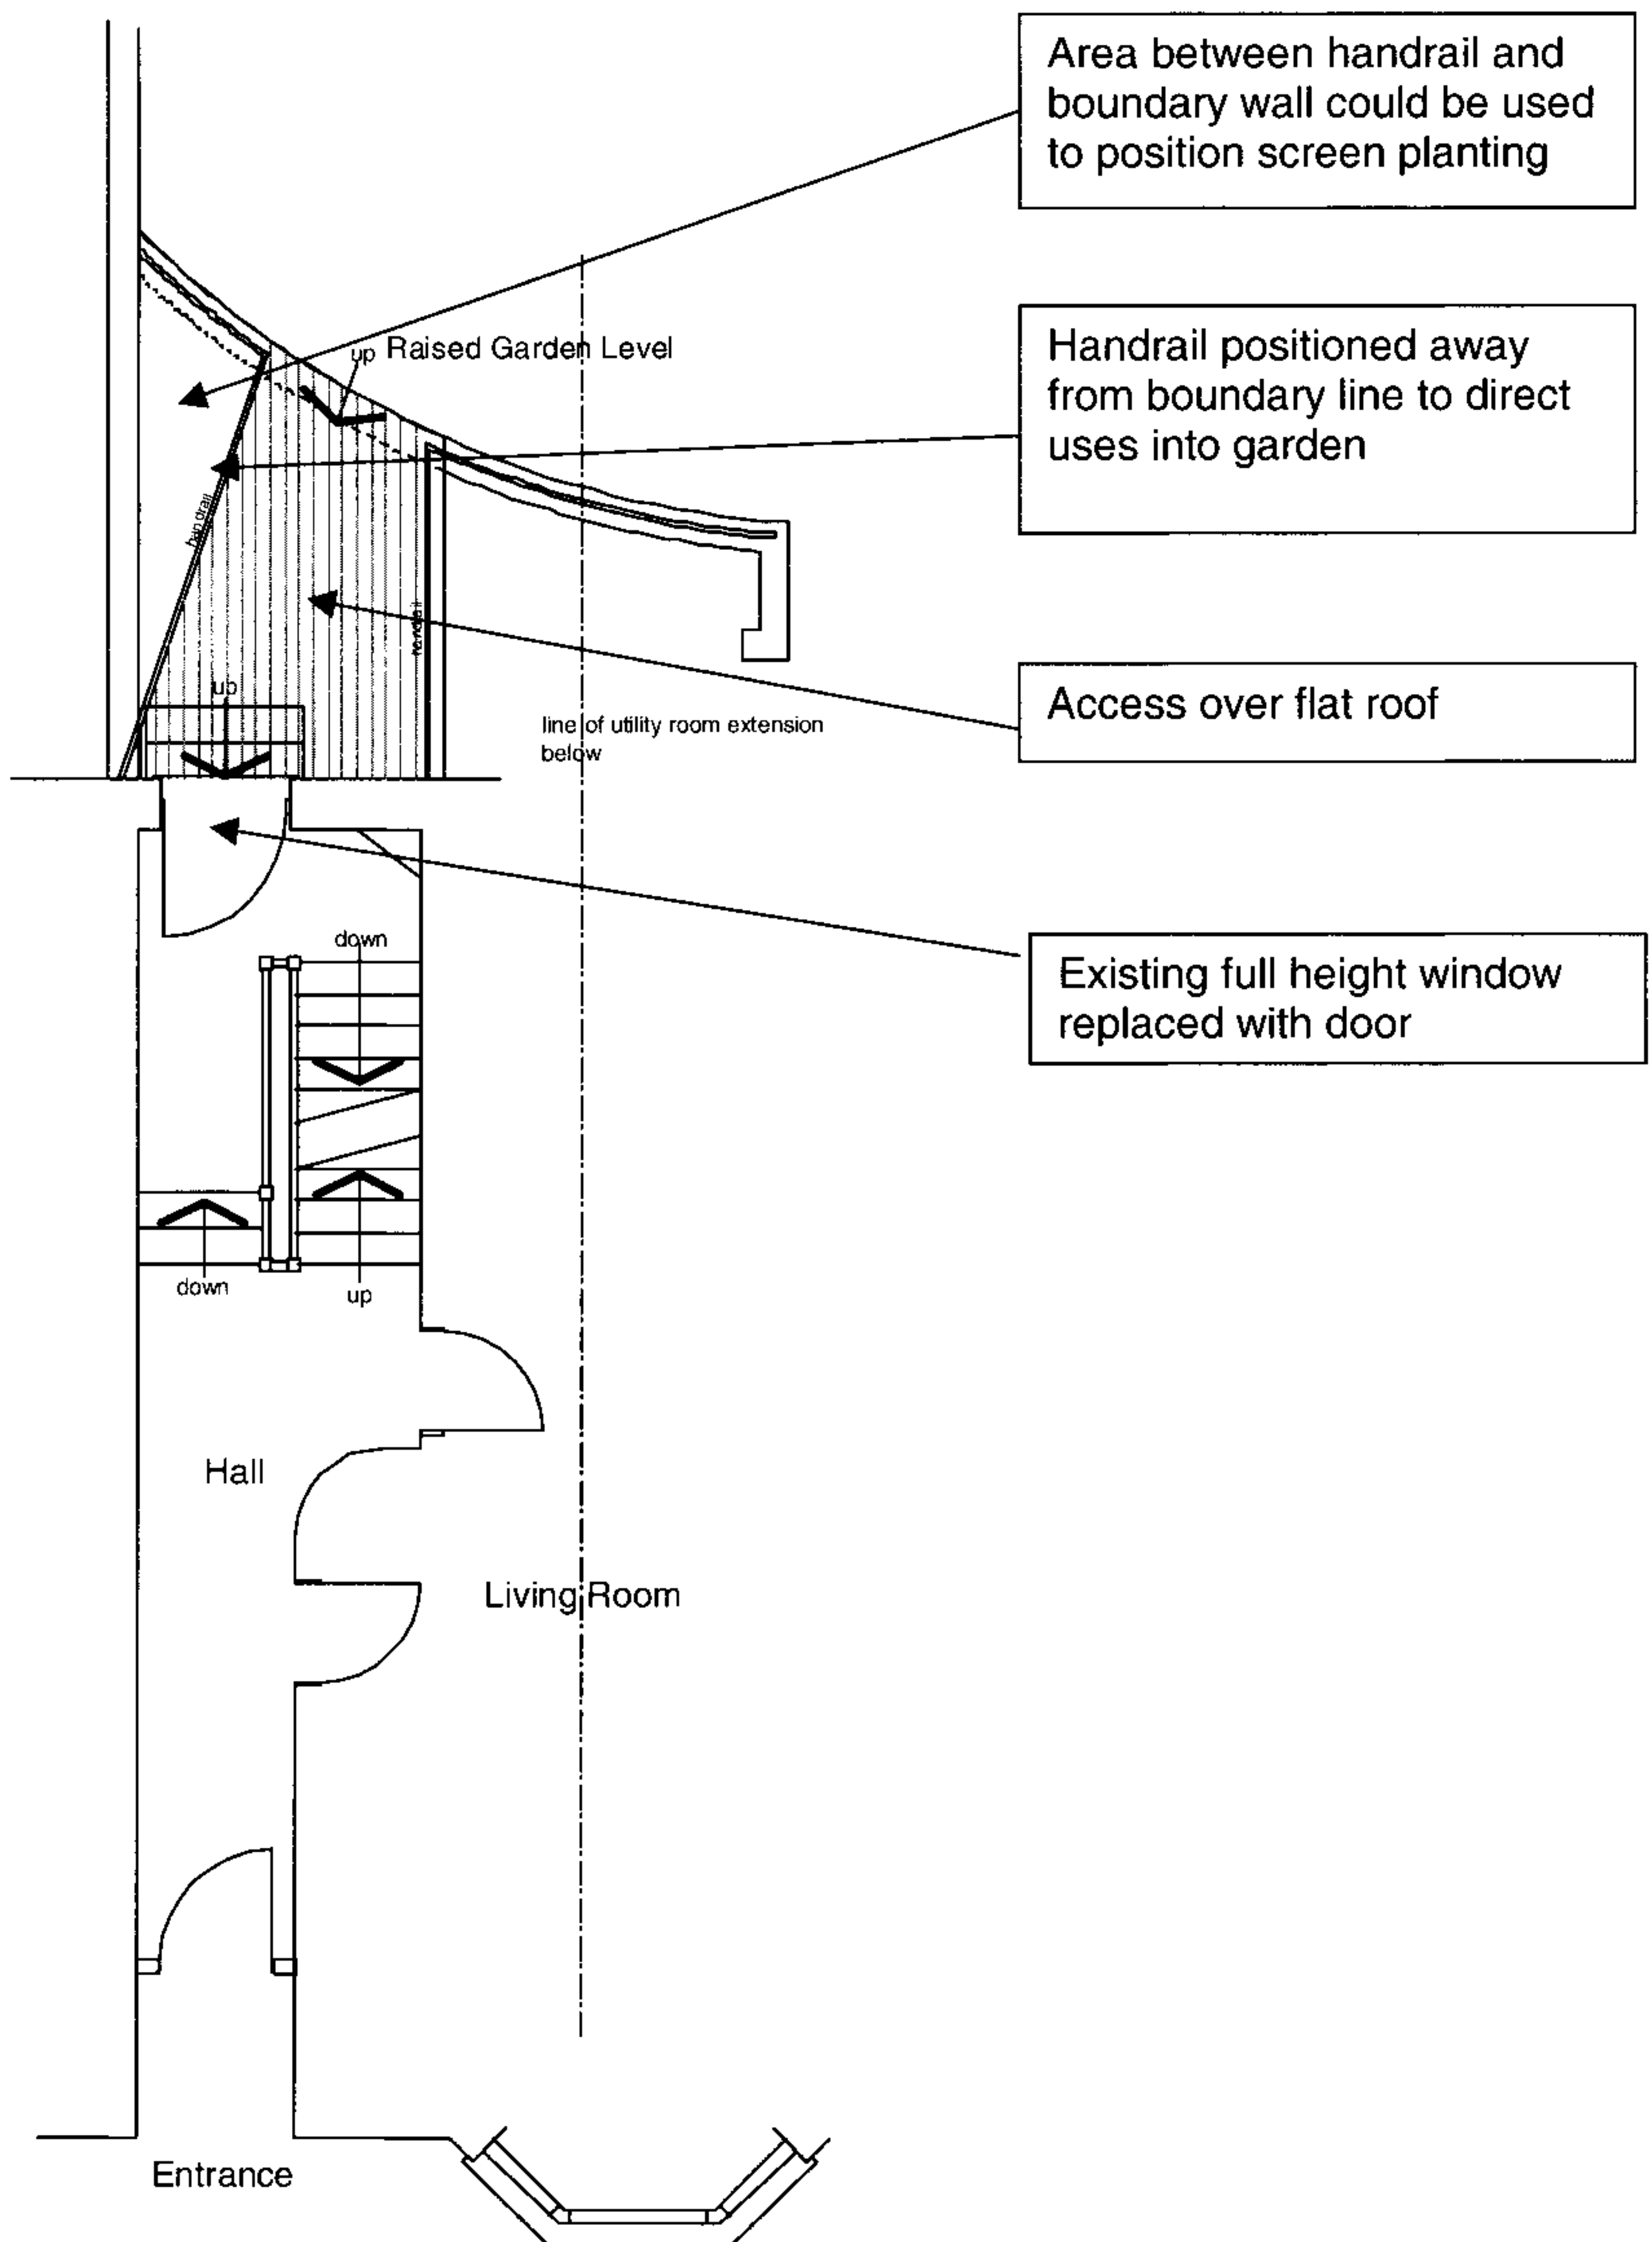 Area between handrail and
boundary wall could be used
to position screen planting
up Raised Garden Level
Handrail positioned away
from boundary line to direct
uses into garden
handrail
handrail
up
Access over flat roof
line of utility room extension
below
down
Existing full height window
replaced with door
down
up
Hall
Living Room
Entrance